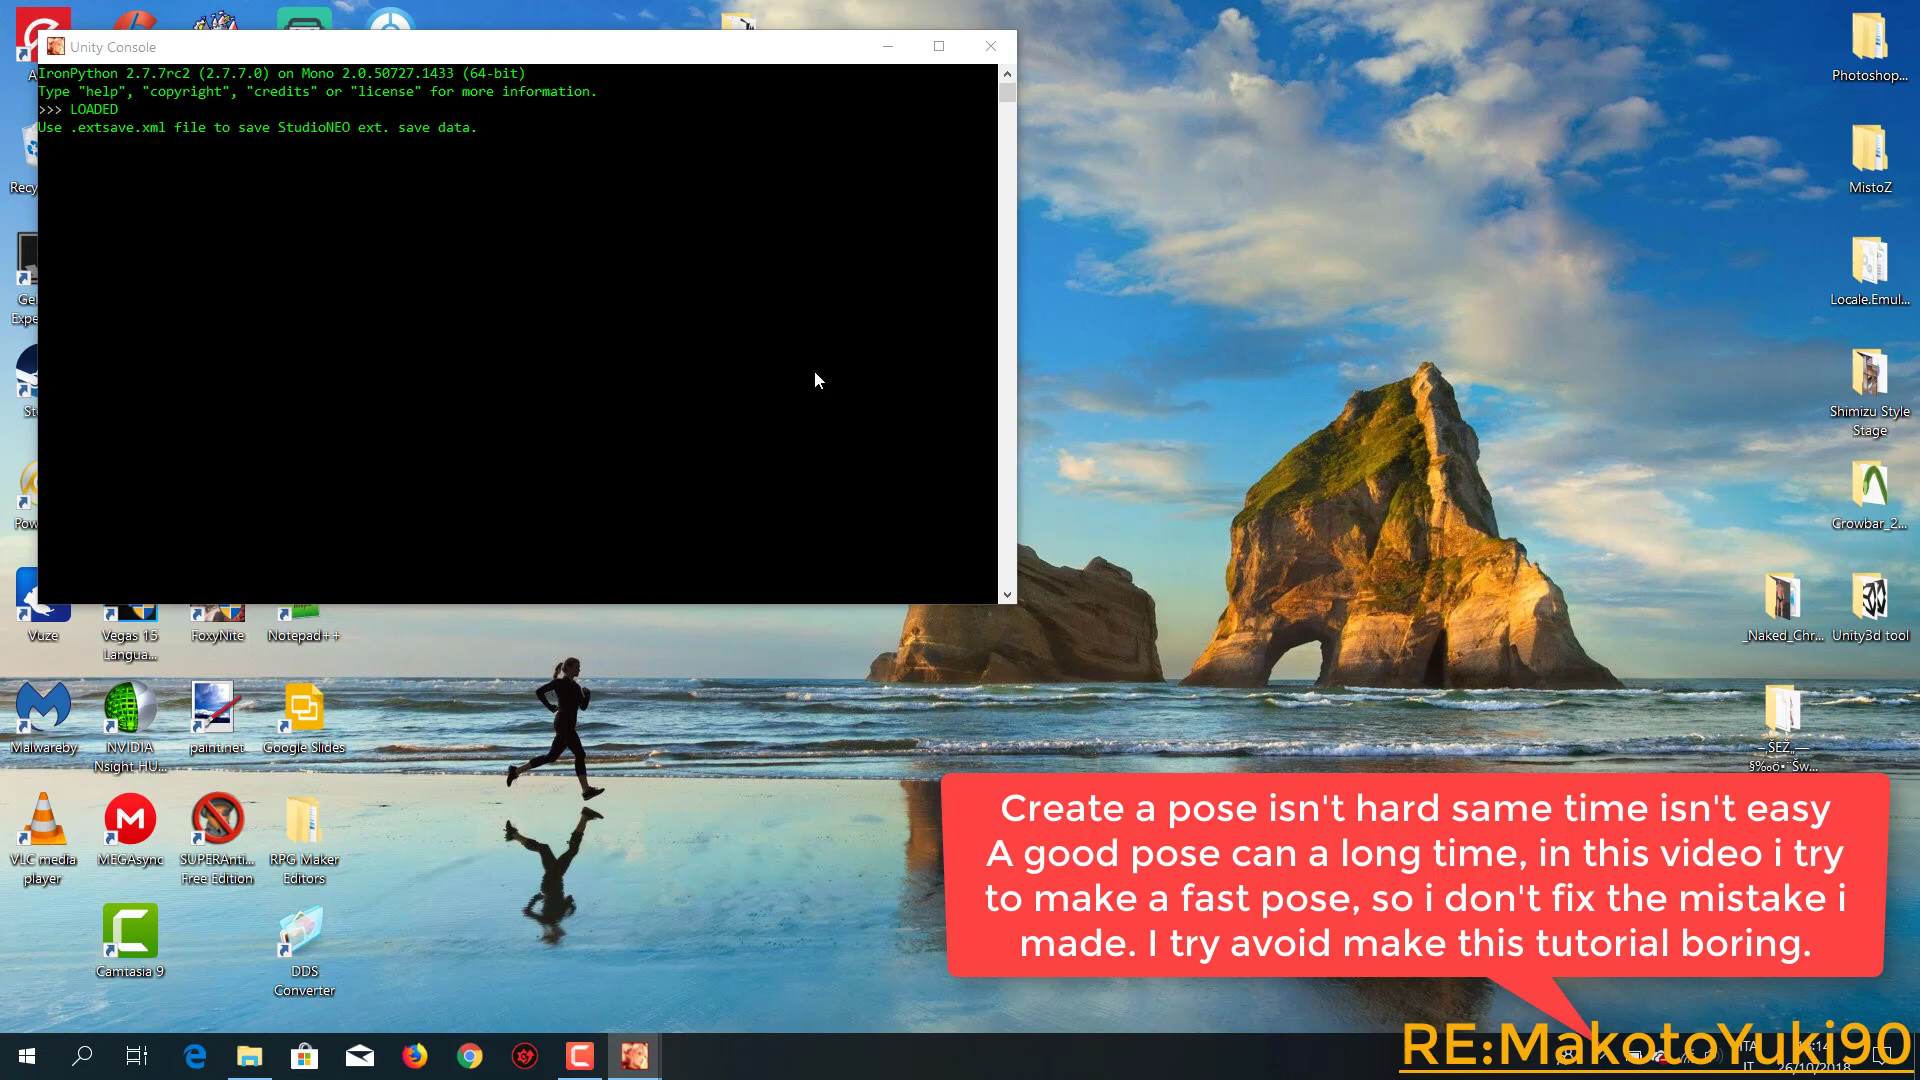 Unity Console
IronPython 2.7.7rc2 (2.7.7.0) on Mono 2.0.50727.1433 (64-bit)
Type "help", "copyright", "credits" or "license" for more information.
>>> LOADED
Use .extsave.xml file to save StudioNEO ext. save data.
Photoshop...
MistoZ
Locale.Emul...
Shimizu Style
Stage
Crowbar_2...
_Naked_Chr...
Unity3d tool
Vuze
Vegas 15
Langua...
FoxyNite
Notepad++
Malwareby
NVIDIA
Nsight HU...
paint.net
Google Slides
VLC media
player
MEGAsync
SUPERAnti...
Free Edition
RPG Maker
Editors
Camtasia 9
DDS
Converter
Create a pose isn't hard same time isn't easy
A good pose can a long time, in this video i try
to make a fast pose, so i don't fix the mistake i
made. I try avoid make this tutorial boring.
RE:MakotoYuki90
26/10/2018